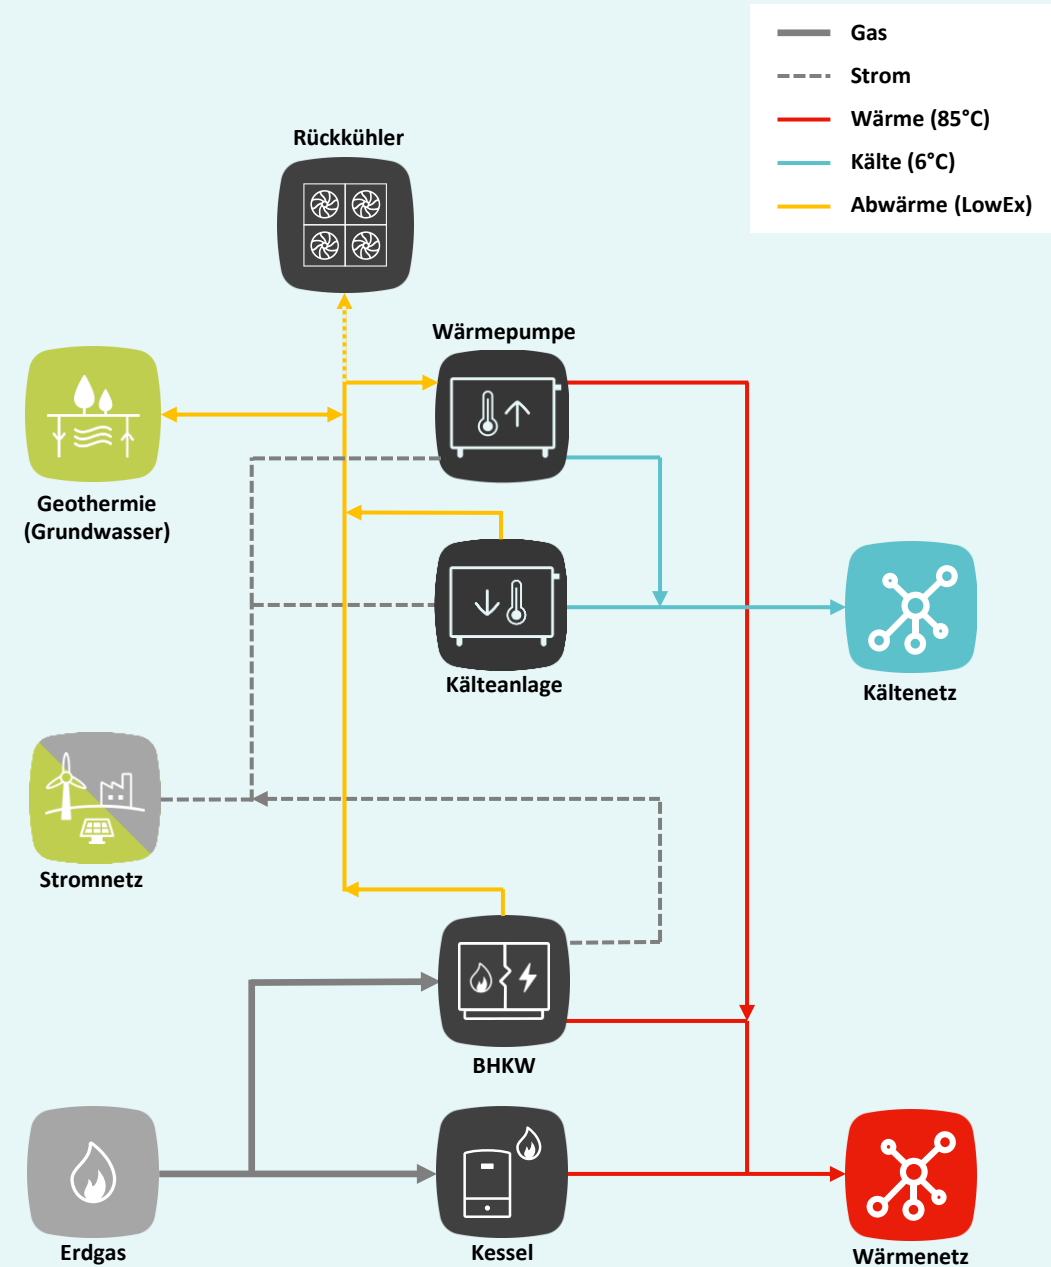 Gas
Strom
Wärme (85°C)
Kälte (6°C)
Abwärme (LowEx)
Rückkühler
Wärmepumpe
Geothermie
(Grundwasser)
Kälteanlage
Kältenetz
Stromnetz
BHKW
Erdgas
Kessel
Wärmenetz